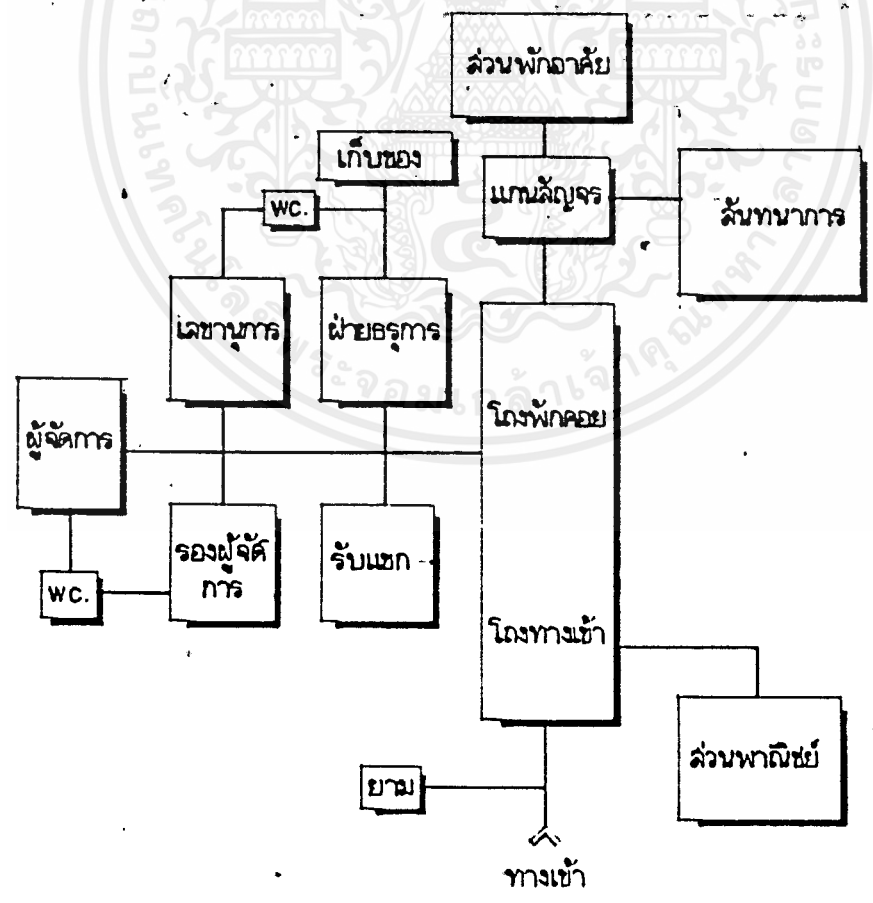 ส่วนพักอาศัย
เก็บของ
แกนสัญจร
WC.
สันทนาการ
เลขานุการ
ฝ่ายธุรการ
โถงพักคอย
ผู้จัดการ
รองผู้จัด
การ
รับแขก
WC.
โถงทางเข้า
ส่วนพาณิชย์
ยาม
ทางเข้า